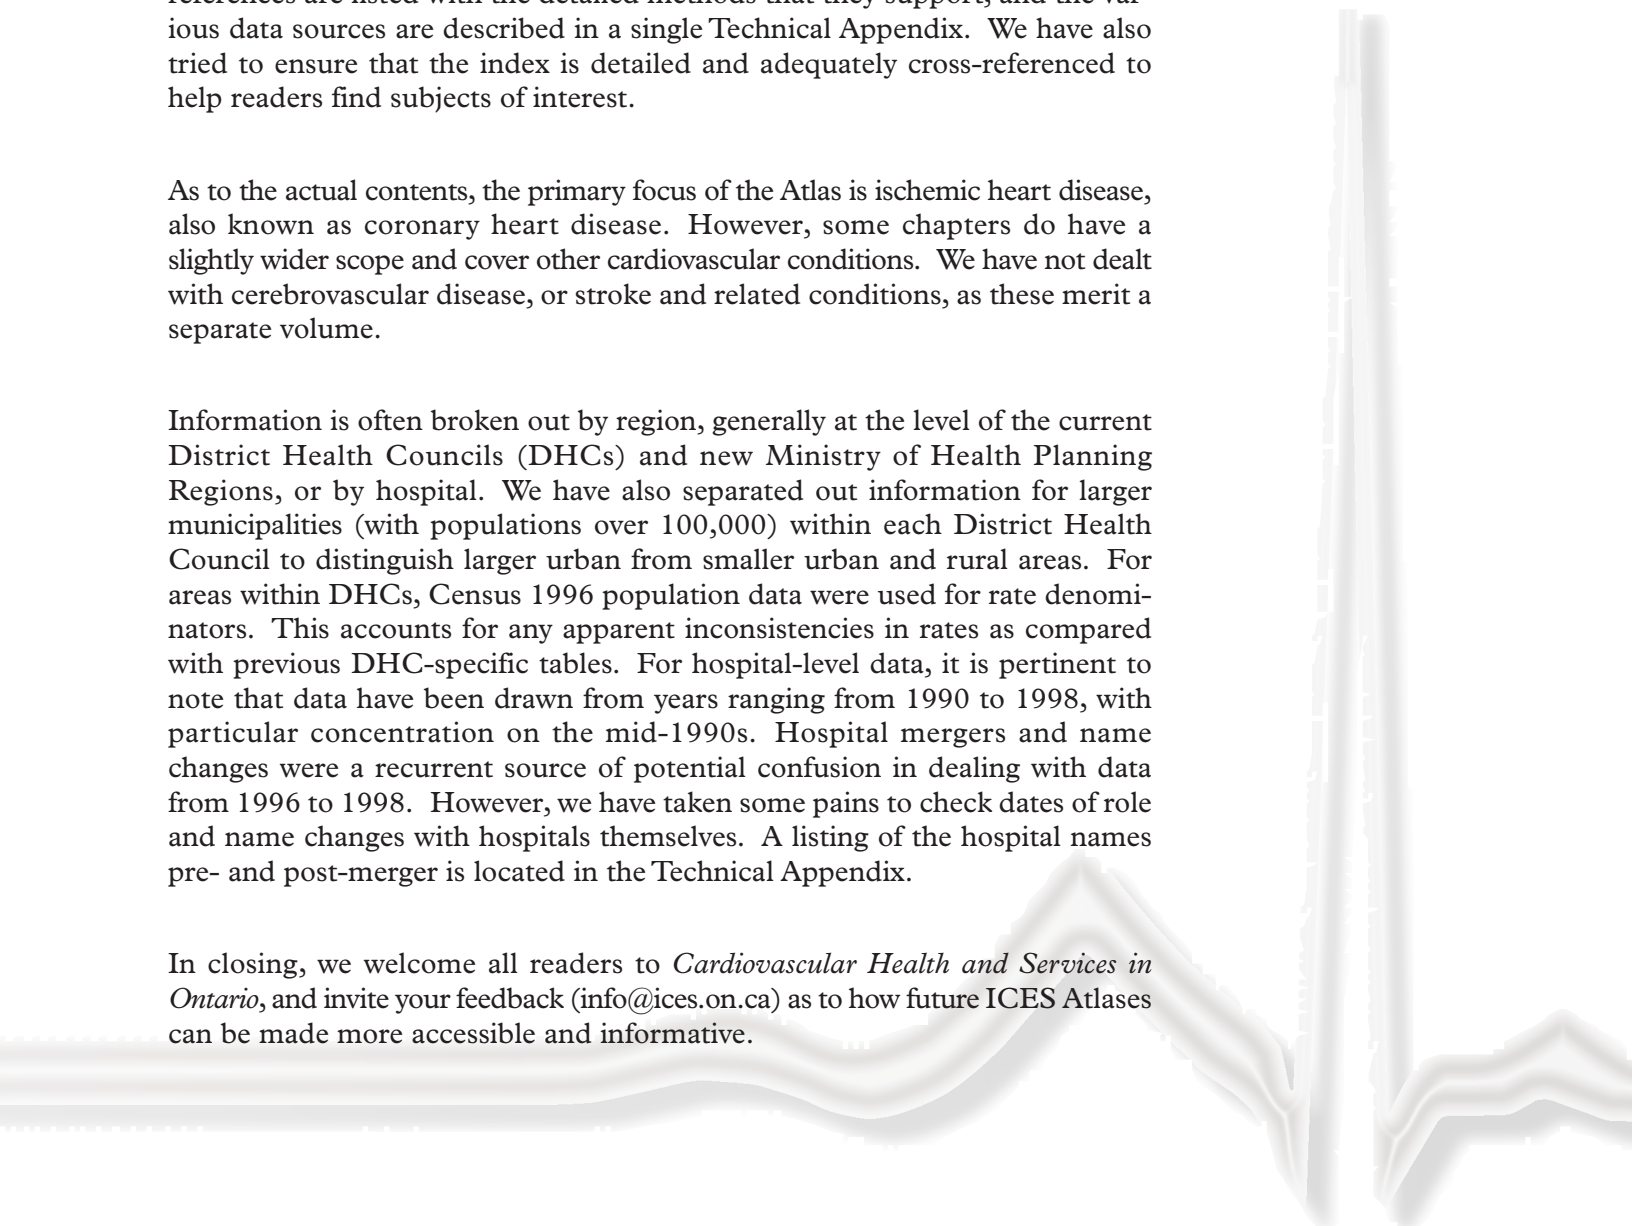 references are listed with the detailed methods that they support, and the var-
ious data sources are described in a single Technical Appendix. We have also
tried to ensure that the index is detailed and adequately cross-referenced to
help readers find subjects of interest.
As to the actual contents, the primary focus of the Atlas is ischemic heart disease,
also known as coronary heart disease. However, some chapters do have a
slightly wider scope and cover other cardiovascular conditions. We have not dealt
with cerebrovascular disease, or stroke and related conditions, as these merit a
separate volume.
Information is often broken out by region, generally at the level of the current
District Health Councils (DHCs) and new Ministry of Health Planning
Regions, or by hospital. We have also separated out information for larger
municipalities (with populations over 100,000) within each District Health
Council to distinguish larger urban from smaller urban and rural areas. For
areas within DHCs, Census 1996 population data were used for rate denomi-
nators. This accounts for any apparent inconsistencies in rates as compared
with previous DHC-specific tables. For hospital-level data, it is pertinent to
note that data have been drawn from years ranging from 1990 to 1998, with
particular concentration on the mid-1990s. Hospital mergers and name
changes were a recurrent source of potential confusion in dealing with data
from 1996 to 1998. However, we have taken some pains to check dates of role
and name changes with hospitals themselves. A listing of the hospital names
pre- and post-merger is located in the Technical Appendix.
In closing, we welcome all readers to Cardiovascular Health and Services in
Ontario, and invite your feedback (info@ices.on.ca) as to how future ICES Atlases
can be made more accessible and informative.